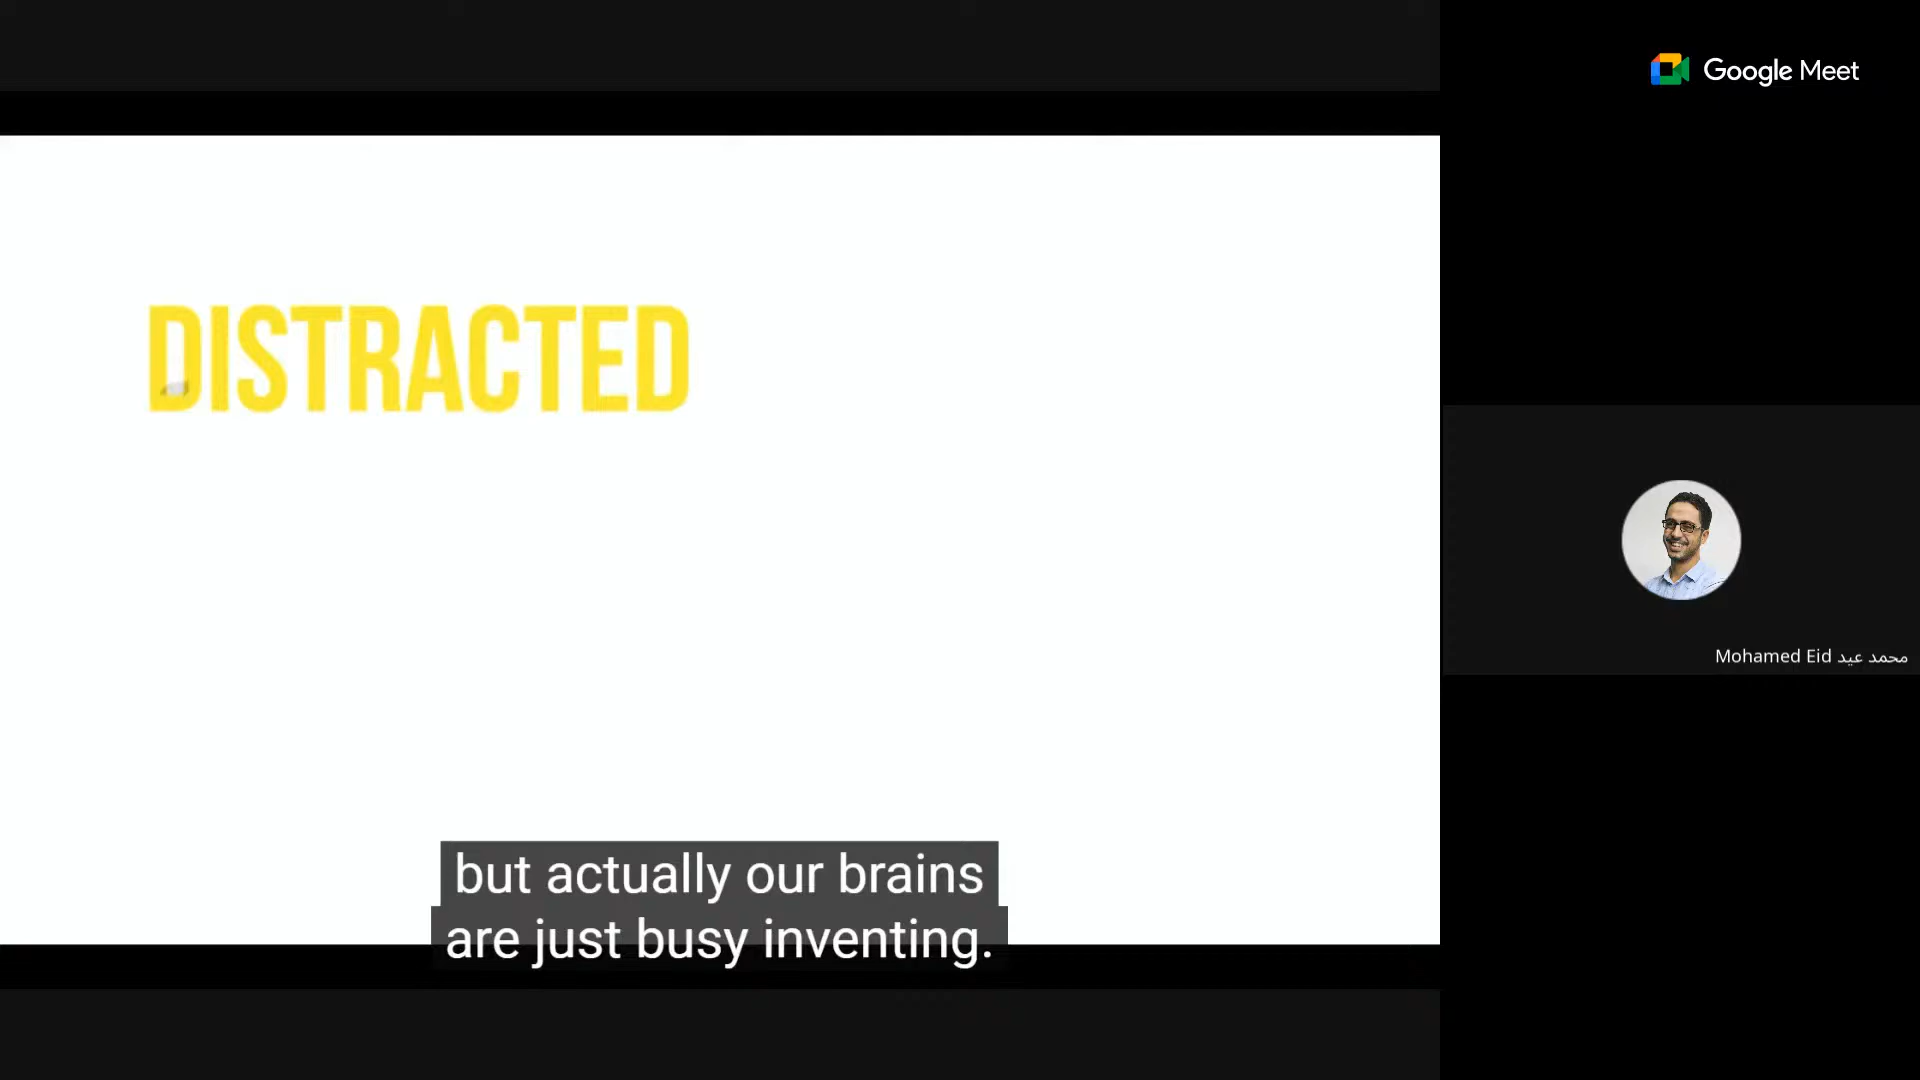 Google Meet
DISTRACTED
Mohamed Eid محمد عيد
but actually our brains
are just busy inventing.